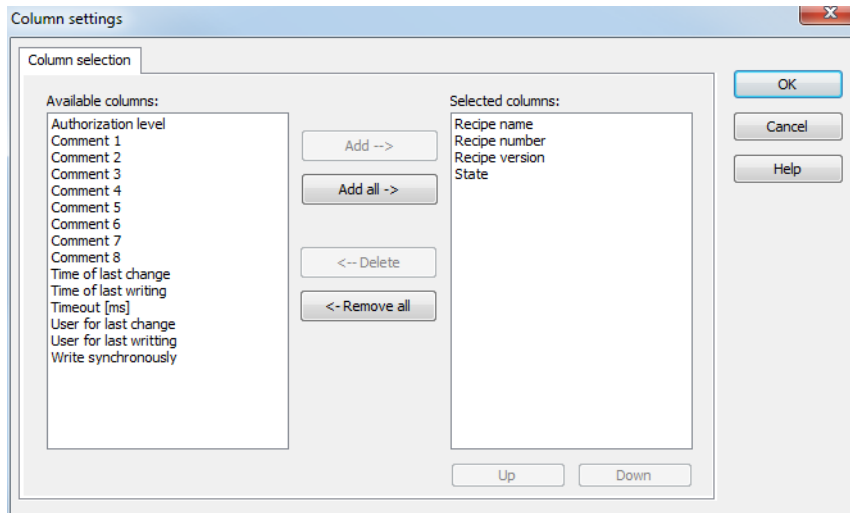 Column settings
Column selection
Available columns:
Authorization level
Comment 1
Comment 2
Comment 3
Comment 4
Comment 5
Comment 6
Comment 7
Comment 8
Time of last change
Time of last writing
Timeout [ms]
User for last change
User for last writting
Write synchronously
Add -->
Add all ->
<-- Delete
<- Remove all
Selected columns:
Recipe name
Recipe number
Recipe version
State
Up
Down
OK
Cancel
Help